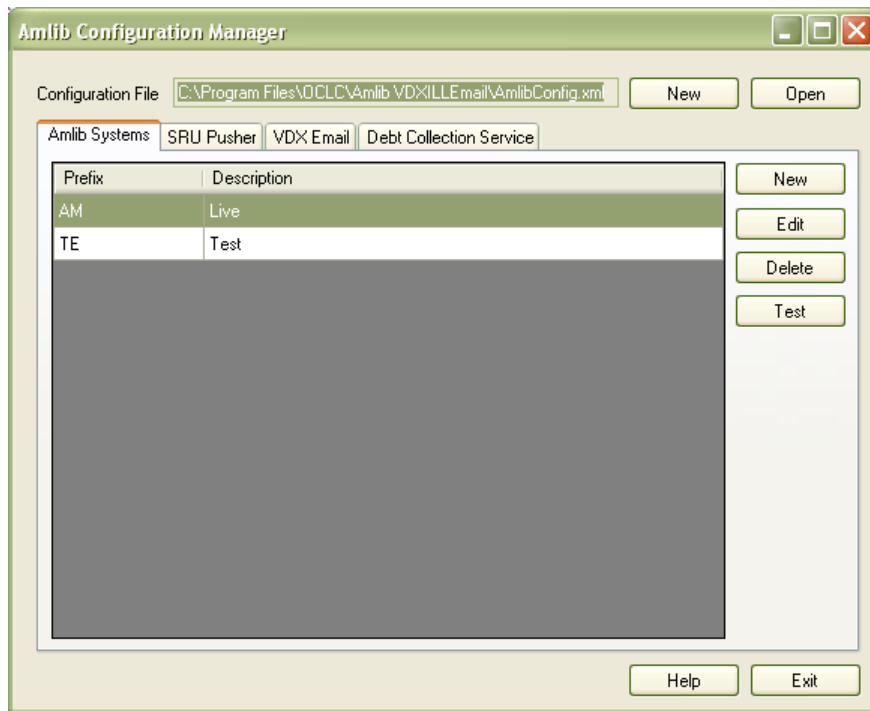 Amlib Configuration Manager
Configuration File C:\Program Files\OCLC\Amlib VDXILLEmail\AmlibConfig.xml New Open
Amlib Systems SRU Pusher VDX Email Debt Collection Service
Prefix Description New
AM Live
Edit
TE Test
Delete
Test
Help Exit